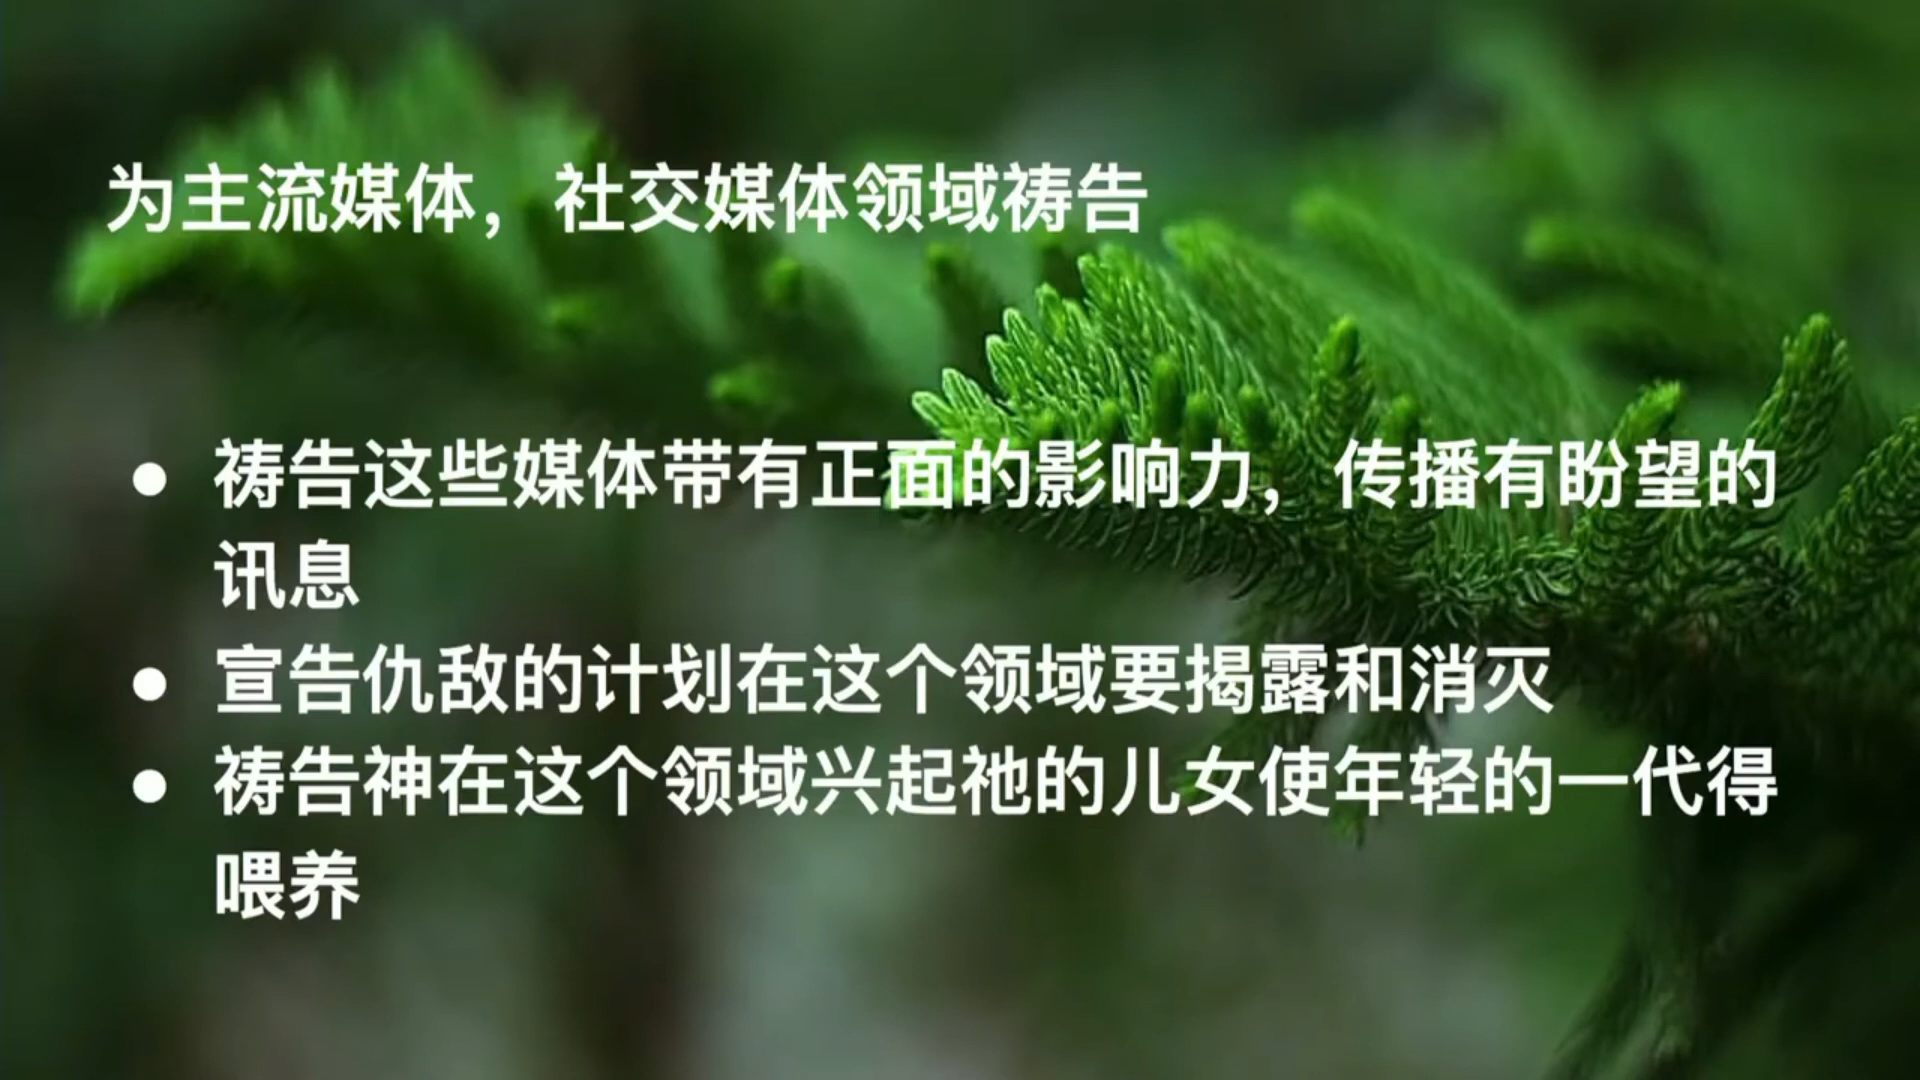 为主流媒体，社交媒体领域祷告
● 祷告这些媒体带有正面的影响力，传播有盼望的
讯息
● 宣告仇敌的计划在这个领域要揭露和消灭
● 祷告神在这个领域兴起祂的儿女使年轻的一代得
喂养